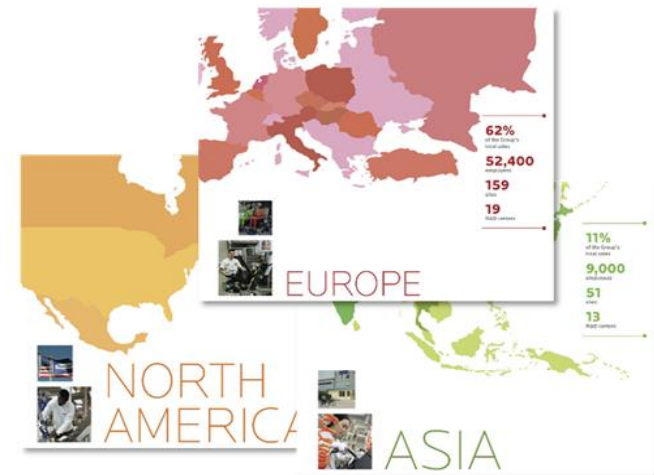 62%
of the Group's
total sales
52,400
employees
159
sites
19
R&D centers
EUROPE
11%
of the Group's
total sales
9,000
employees
51
sites
13
R&D centers
NORTH
AMERICA
ASIA